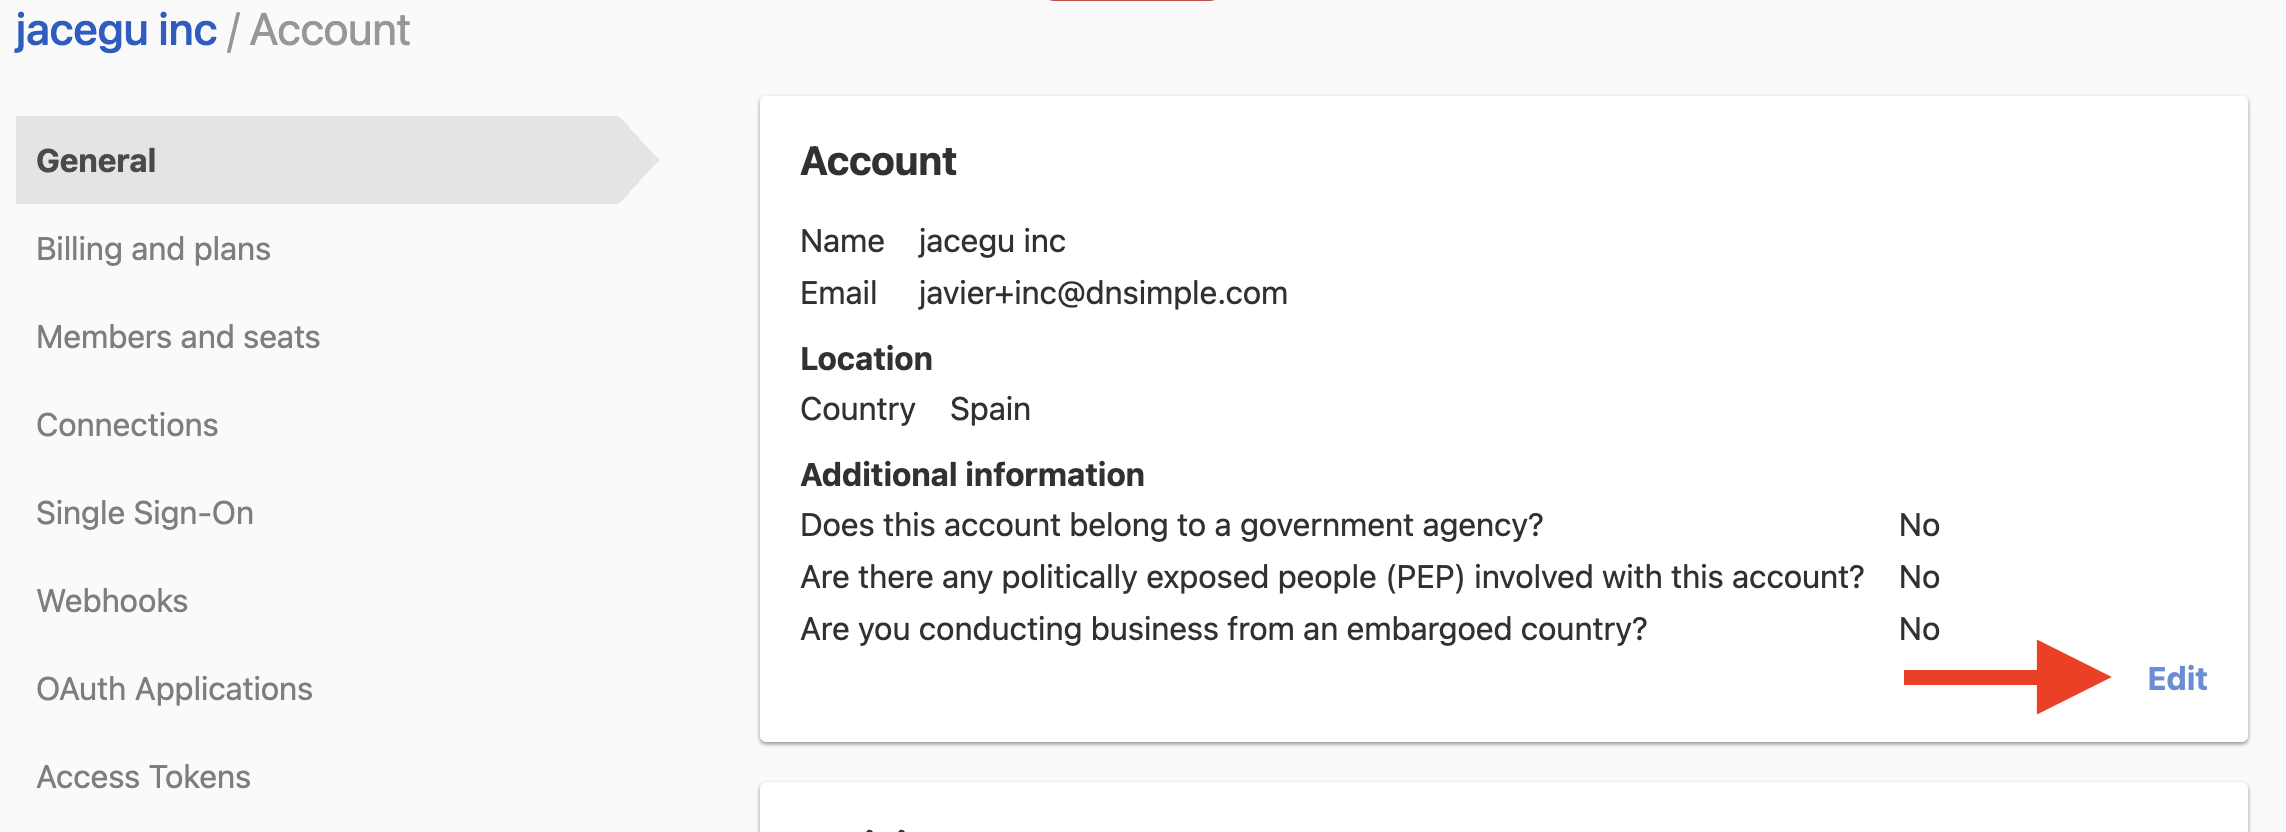 jacegu inc / Account
General
Billing and plans
Members and seats
Connections
Single Sign-On
Webhooks
OAuth Applications
Access Tokens
Account
Name jacegu inc
Email javier+inc@dnsimple.com
Location
Country Spain
Additional information
Does this account belong to a government agency? No
Are there any politically exposed people (PEP) involved with this account? No
Are you conducting business from an embargoed country? No
Edit